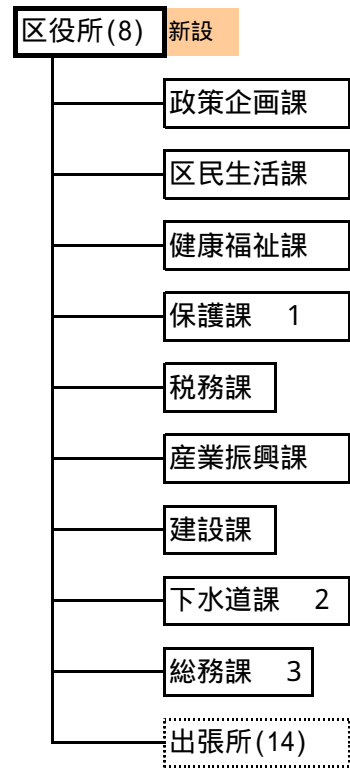 区役所(8) 新設
政策企画課
区民生活課
健康福祉課
保護課　1
税務課
産業振興課
建設課
下水道課　2
総務課　3
出張所(14)